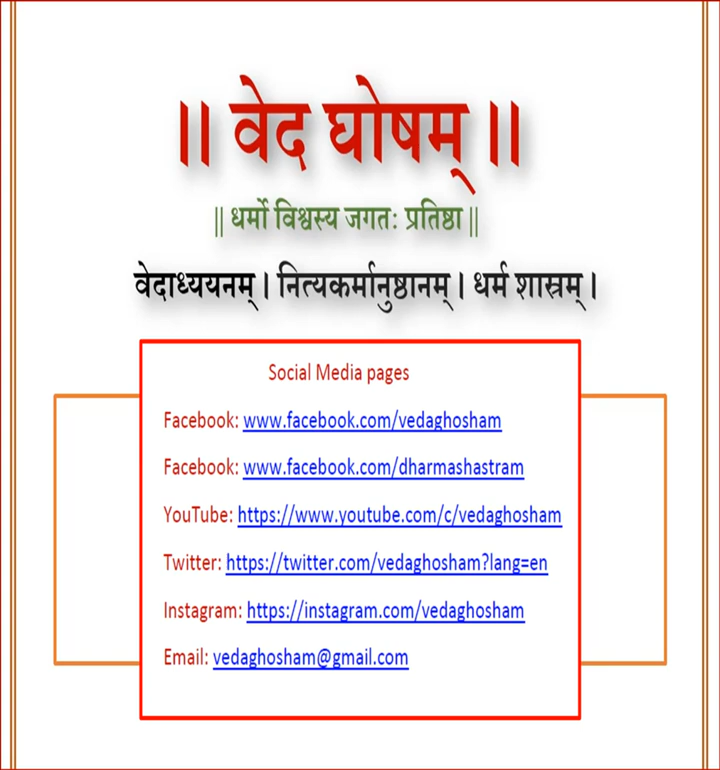 ॥ वेद घोषम् ॥
॥ धर्मो विश्वस्य जगतः प्रतिष्ठा ॥
वेदाध्ययनम् । नित्यकर्मानुष्ठानम् । धर्म शास्त्रम् ।
Social Media pages
Facebook: www.facebook.com/vedaghosham
Facebook: www.facebook.com/dharmashastram
YouTube: https://www.youtube.com/c/vedaghosham
Twitter: https://twitter.com/vedaghosham?lang=en
Instagram: https://instagram.com/vedaghosham
Email: vedaghosham@gmail.com